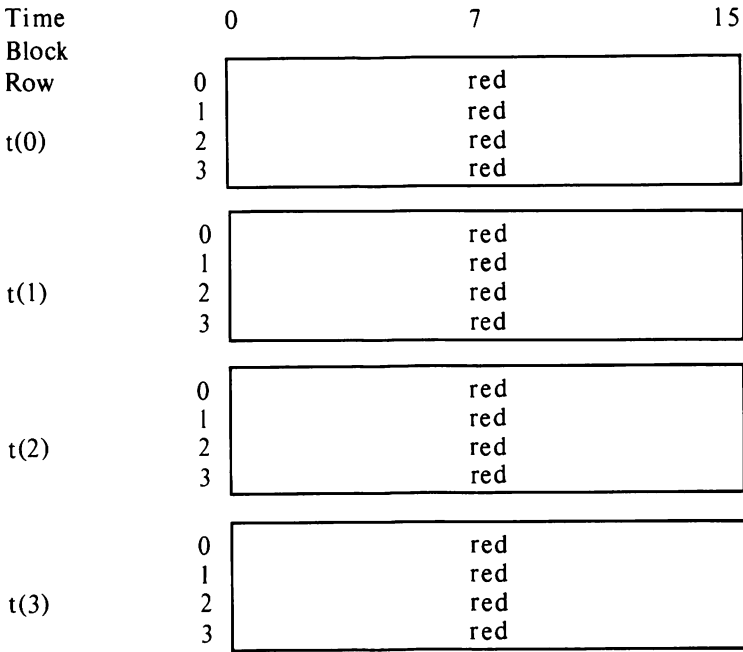 Time 0 7 15
Block
Row 0 red
1 red
t(0) 2 red
3 red
0 red
1 red
t(1) 2 red
3 red
0 red
1 red
t(2) 2 red
3 red
0 red
1 red
t(3) 2 red
3 red